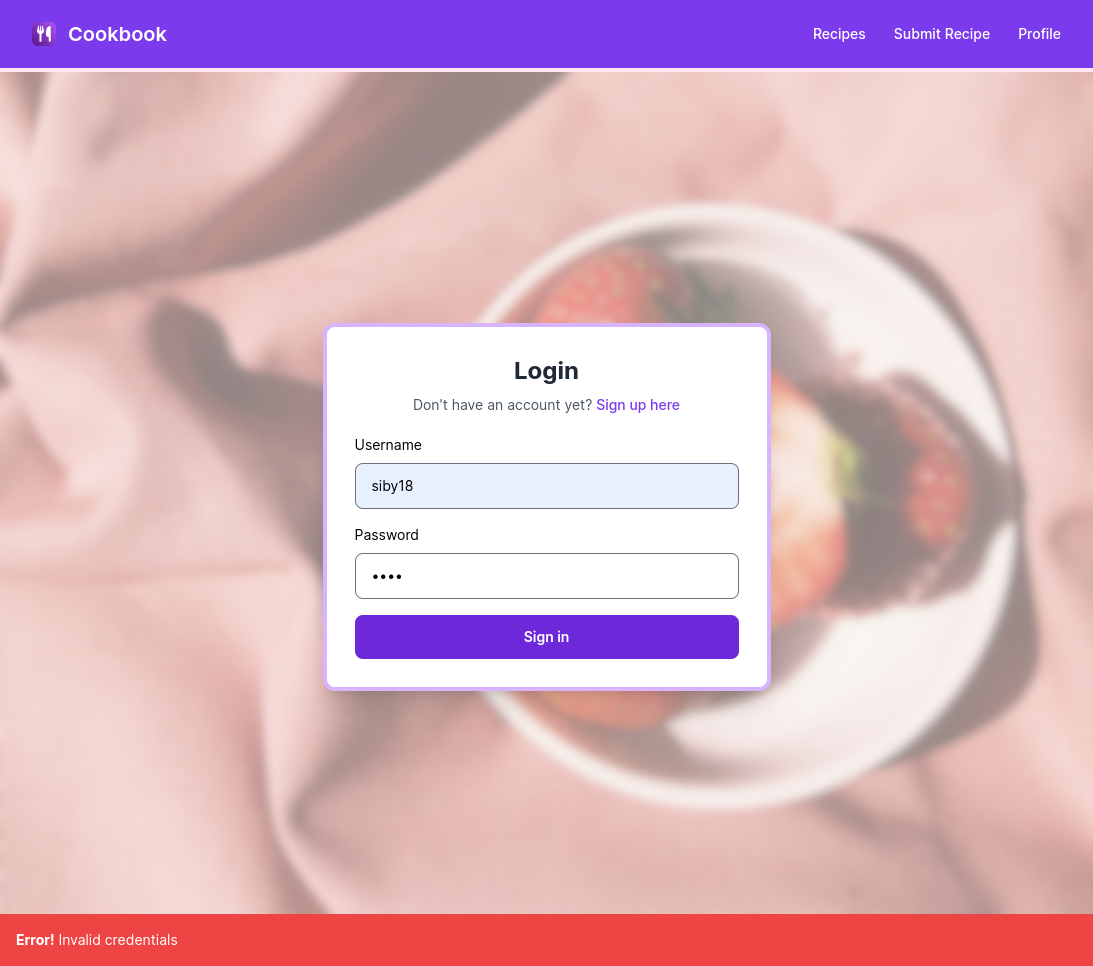 Cookbook
Recipes Submit Recipe Profile
Login
Don't have an account yet? Sign up here
Username
siby18
Password
••••
Sign in
Error! Invalid credentials